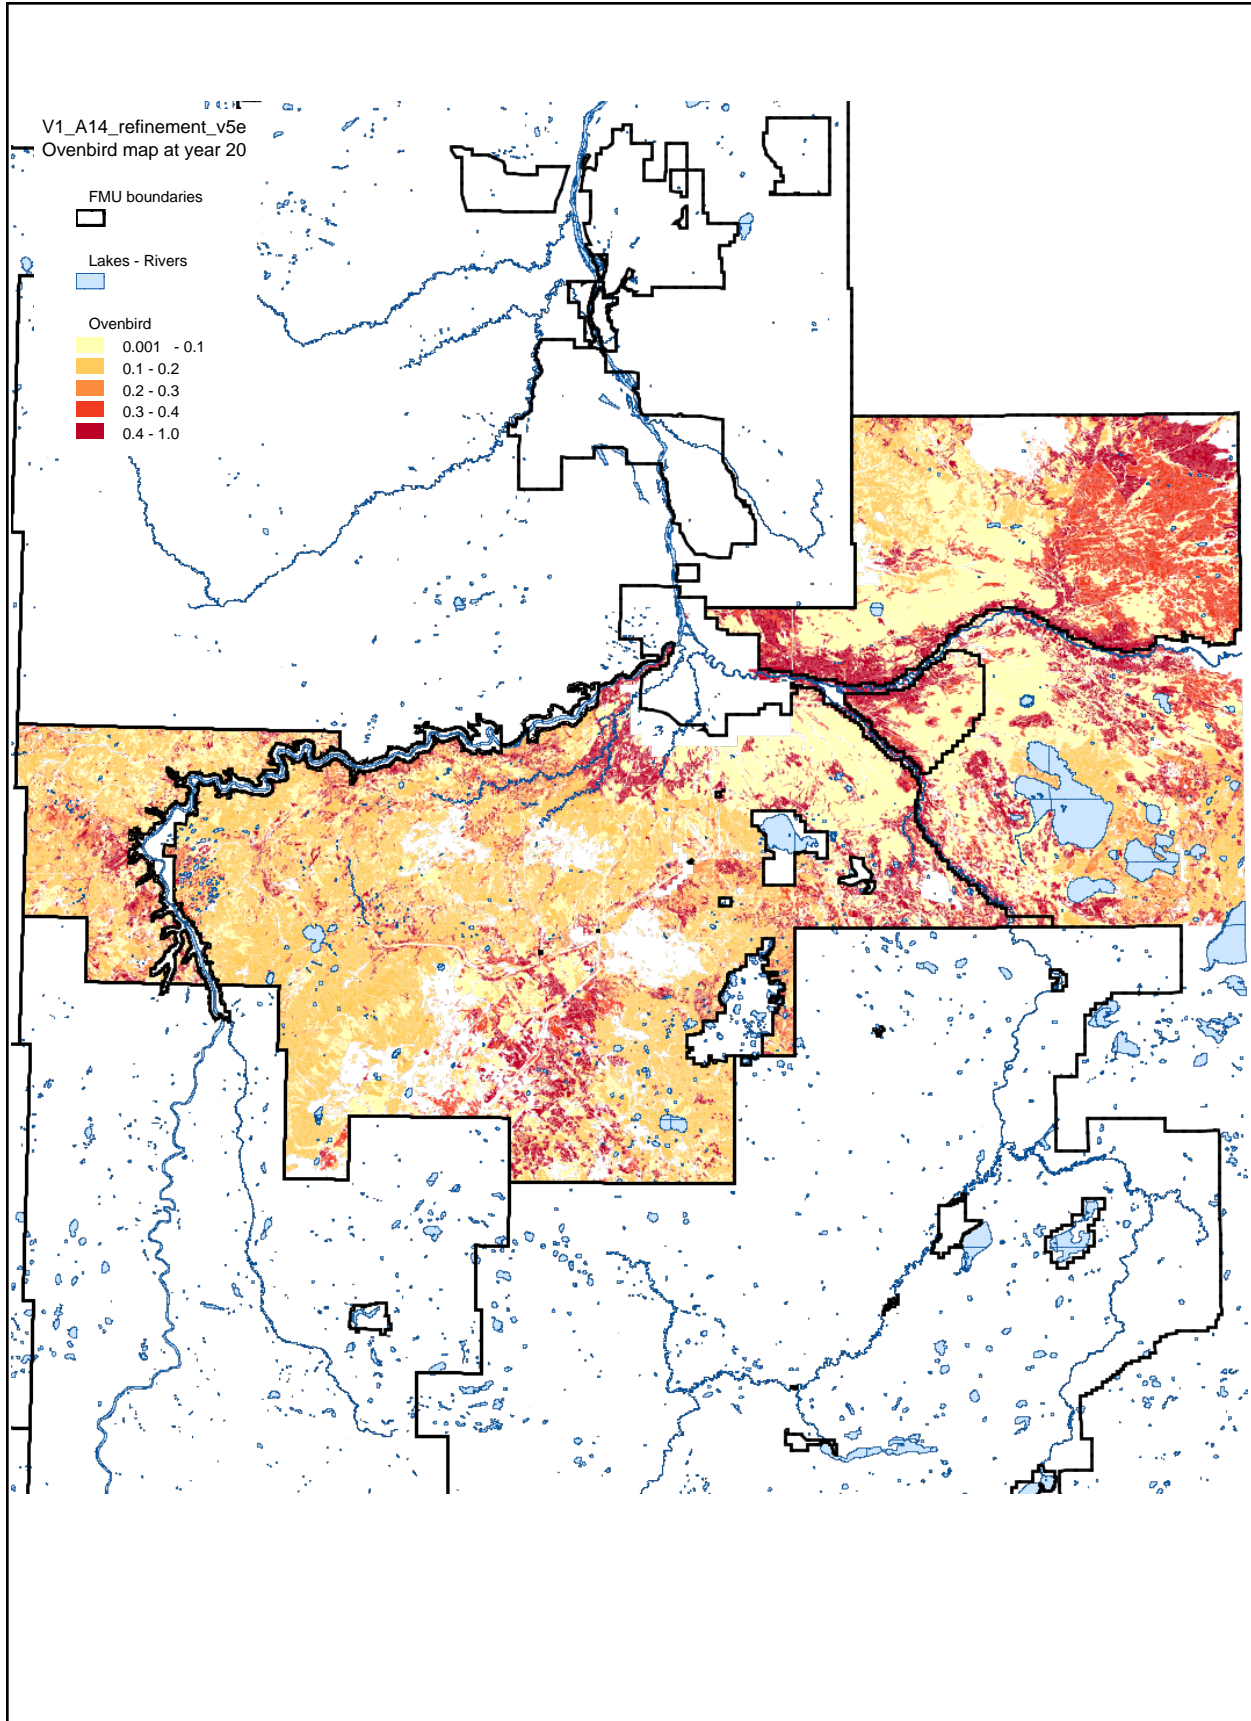 V1_A14_refinement_v5e
Ovenbird map at year 20
FMU boundaries
Lakes - Rivers
Ovenbird
0.001 - 0.1
0.1 - 0.2
0.2 - 0.3
0.3 - 0.4
0.4 - 1.0